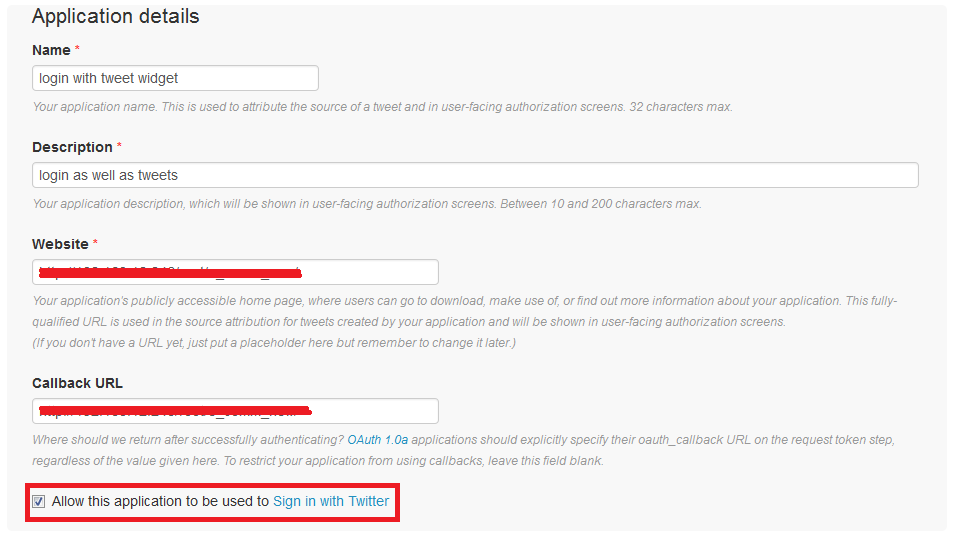 Application details
Name *
login with tweet widget
Your application name. This is used to attribute the source of a tweet and in user-facing authorization screens. 32 characters max.
Description *
login as well as tweets
Your application description, which will be shown in user-facing authorization screens. Between 10 and 200 characters max.
Website *
Your application's publicly accessible home page, where users can go to download, make use of, or find out more information about your application. This fully-
qualified URL is used in the source attribution for tweets created by your application and will be shown in user-facing authorization screens.
(If you don't have a URL yet, just put a placeholder here but remember to change it later.)
Callback URL
Where should we return after successfully authenticating? OAuth 1.0a applications should explicitly specify their oauth_callback URL on the request token step,
regardless of the value given here. To restrict your application from using callbacks, leave this field blank.
Allow this application to be used to Sign in with Twitter